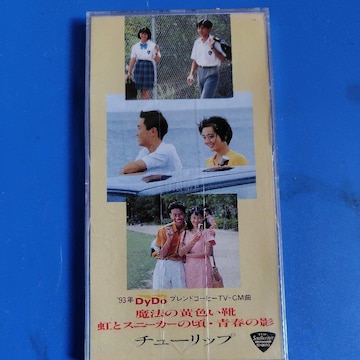 '93年 DyDo ブレンドコーヒーTV-CM曲
魔法の黄色い靴
虹とスニーカーの頃・青春の影
チューリップ